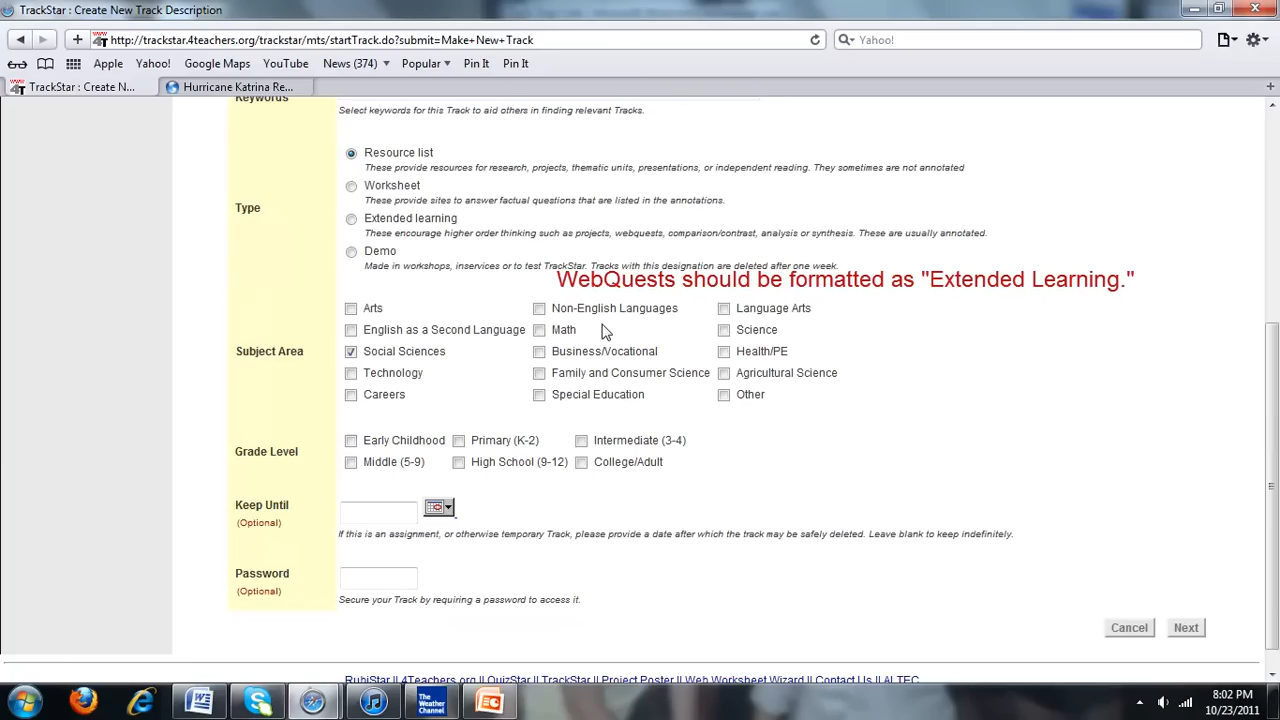 TrackStar : Create New Track Description
http://trackstar.4teachers.org/trackstar/mts/startTrack.do?submit=Make+New+Track
Yahoo!
Apple Yahoo! Google Maps YouTube News (374) Popular Pin It Pin It
TrackStar : Create N... Hurricane Katrina Re...
Keywords
Select keywords for this Track to aid others in finding relevant Tracks.
Resource list
These provide resources for research, projects, thematic units, presentations, or independent reading. They sometimes are not annotated
Worksheet
These provide sites to answer factual questions that are listed in the annotations.
Type
Extended learning
These encourage higher order thinking such as projects, webquests, comparison/contrast, analysis or synthesis. These are usually annotated.
Demo
Made in workshops, inservices or to test TrackStar. Tracks with this designation are deleted after one week.
WebQuests should be formatted as "Extended Learning."
Arts Non-English Languages Language Arts
English as a Second Language Math Science
Subject Area Social Sciences Business/Vocational Health/PE
Technology Family and Consumer Science Agricultural Science
Careers Special Education Other
Early Childhood Primary (K-2) Intermediate (3-4)
Grade Level
Middle (5-9) High School (9-12) College/Adult
Keep Until
(Optional)
If this is an assignment, or otherwise temporary Track, please provide a date after which the track may be safely deleted. Leave blank to keep indefinitely.
Password
(Optional)
Secure your Track by requiring a password to access it.
Cancel Next
RubiStar || 4Teachers.org || QuizStar || TrackStar || Project Poster || Web Worksheet Wizard || Contact Us || ALTEC
The Weather Channel
8:02 PM
10/23/2011